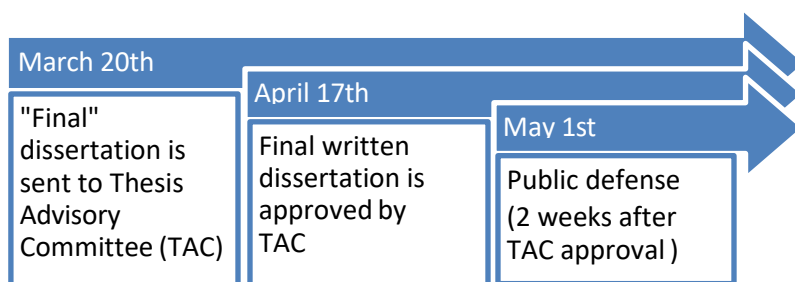 March 20th
"Final"
dissertation is
sent to Thesis
Advisory
Committee (TAC)
April 17th
Final written
dissertation is
approved by
TAC
May 1st
Public defense
(2 weeks after
TAC approval )